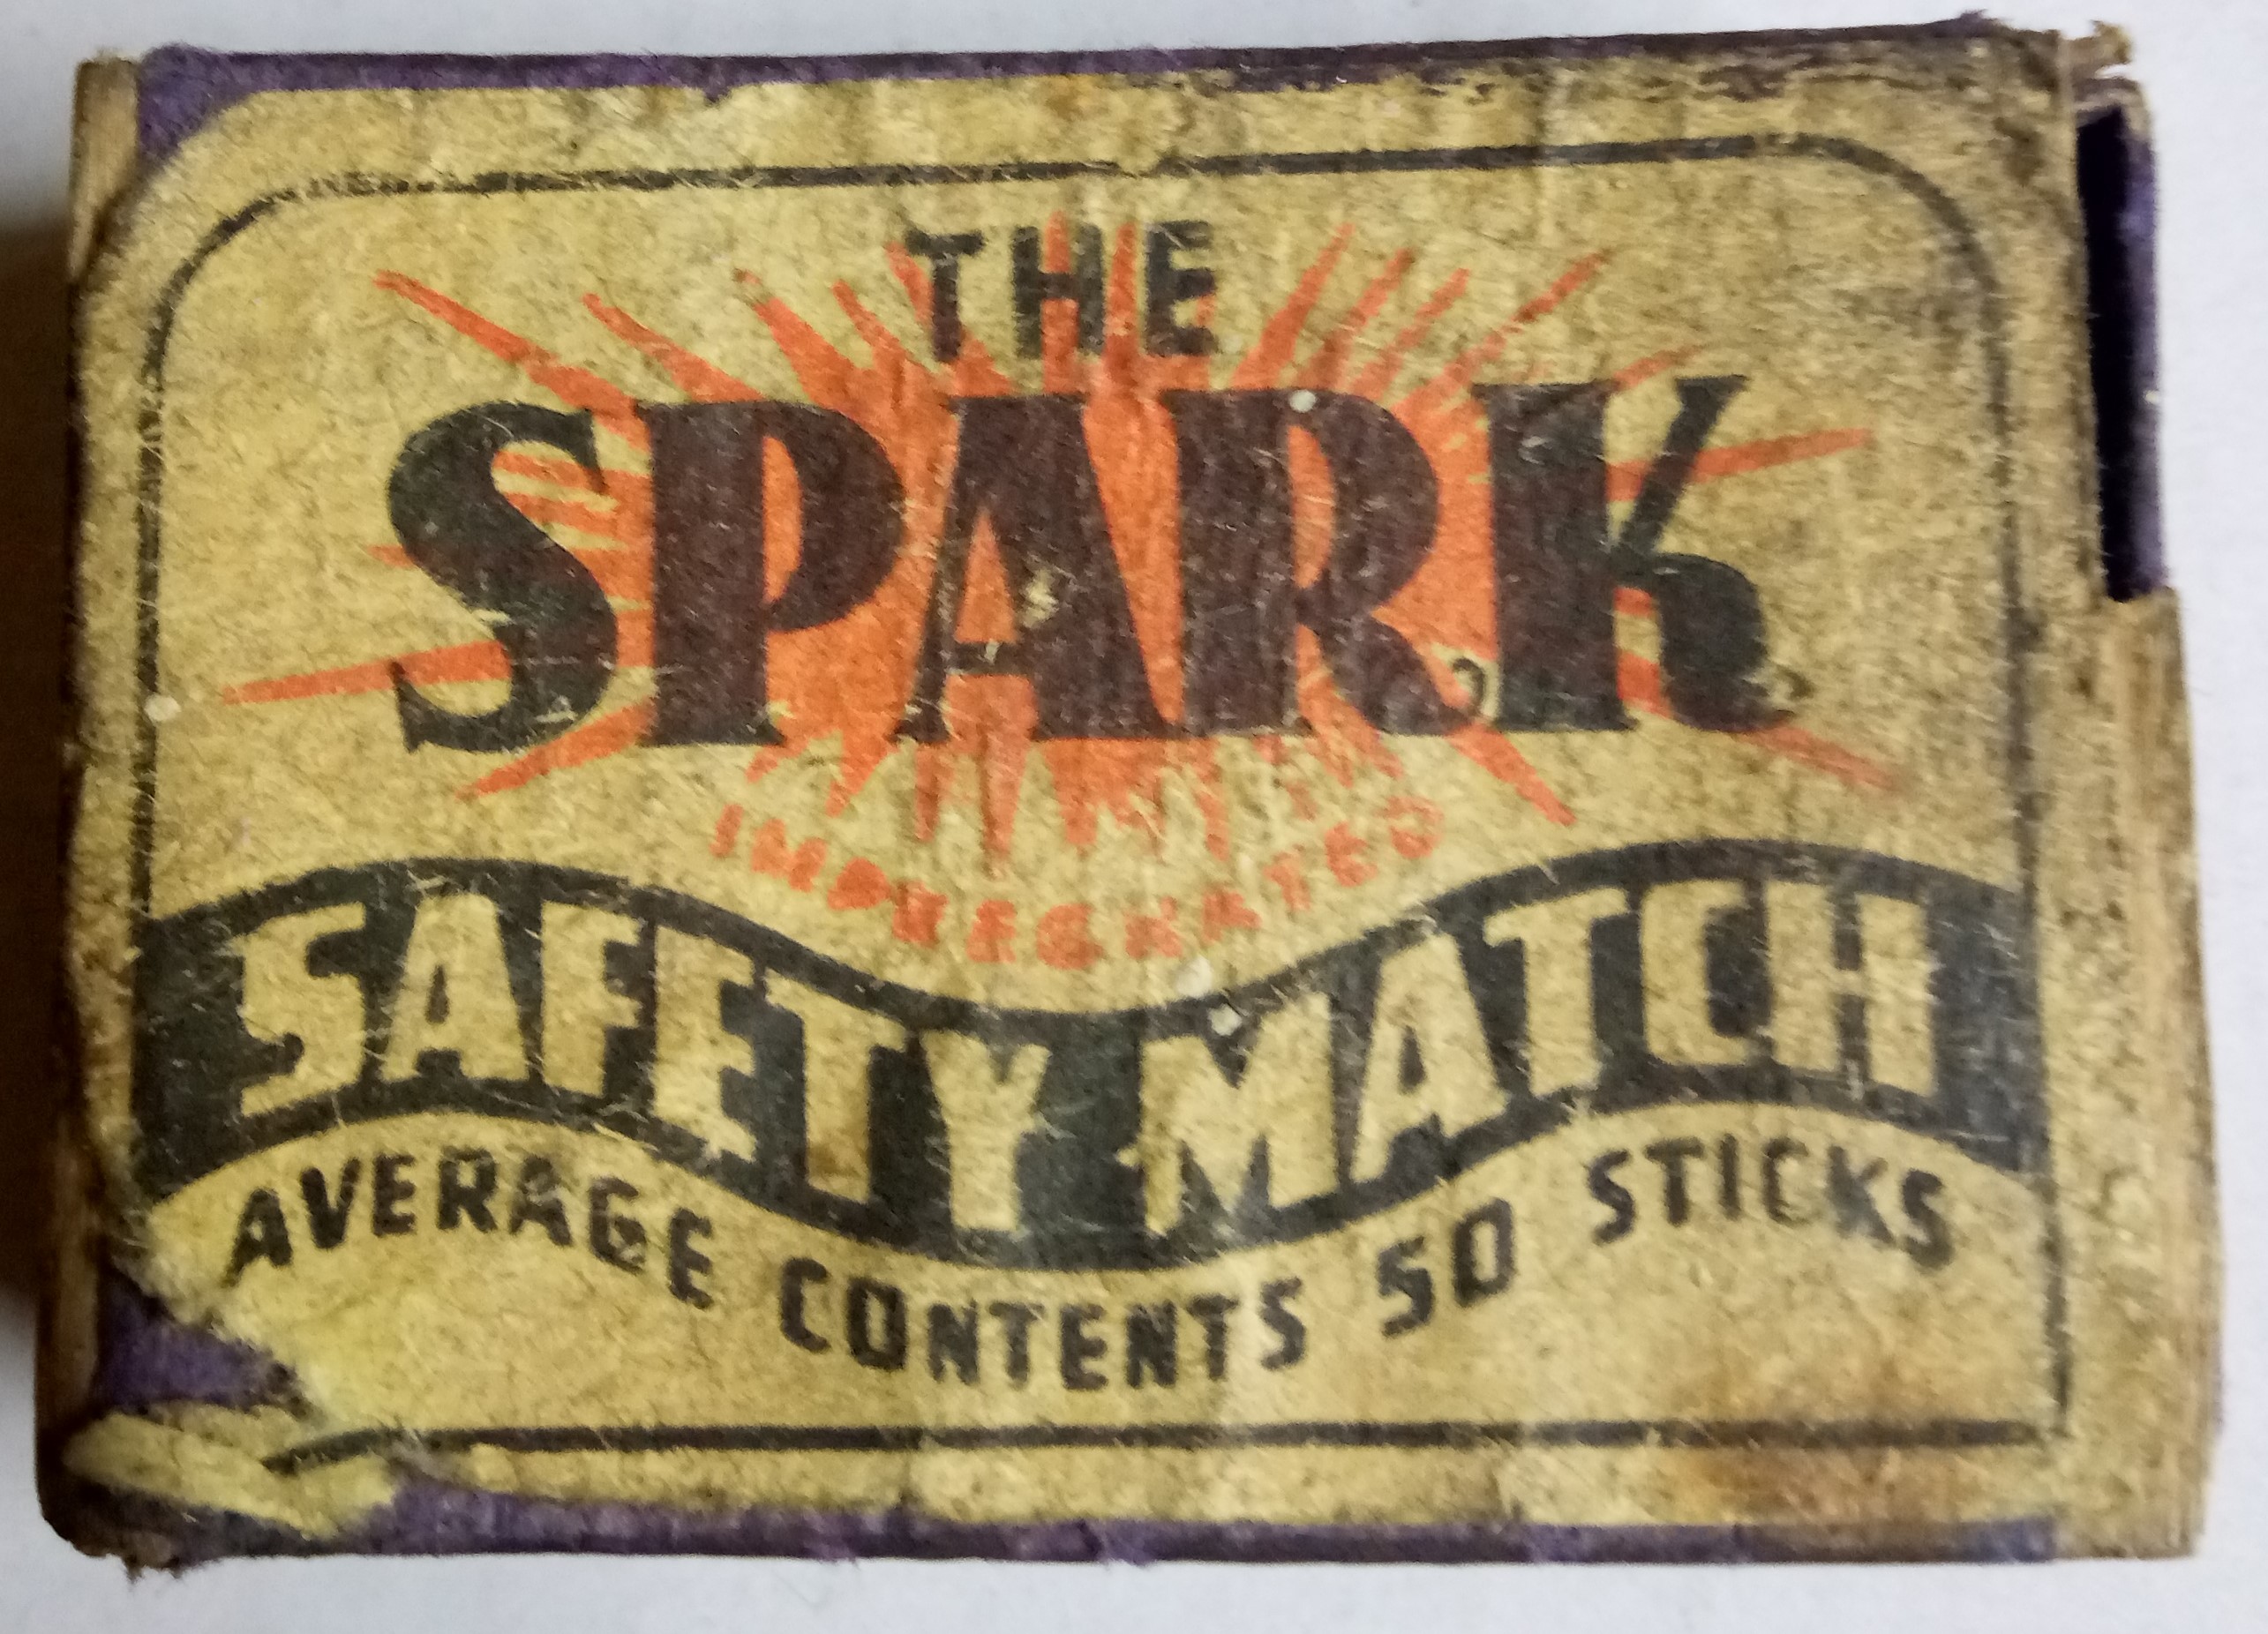 THE
SPARK
IMPREGNATED
SAFETY MATCH
AVERAGE CONTENTS 50 STICKS